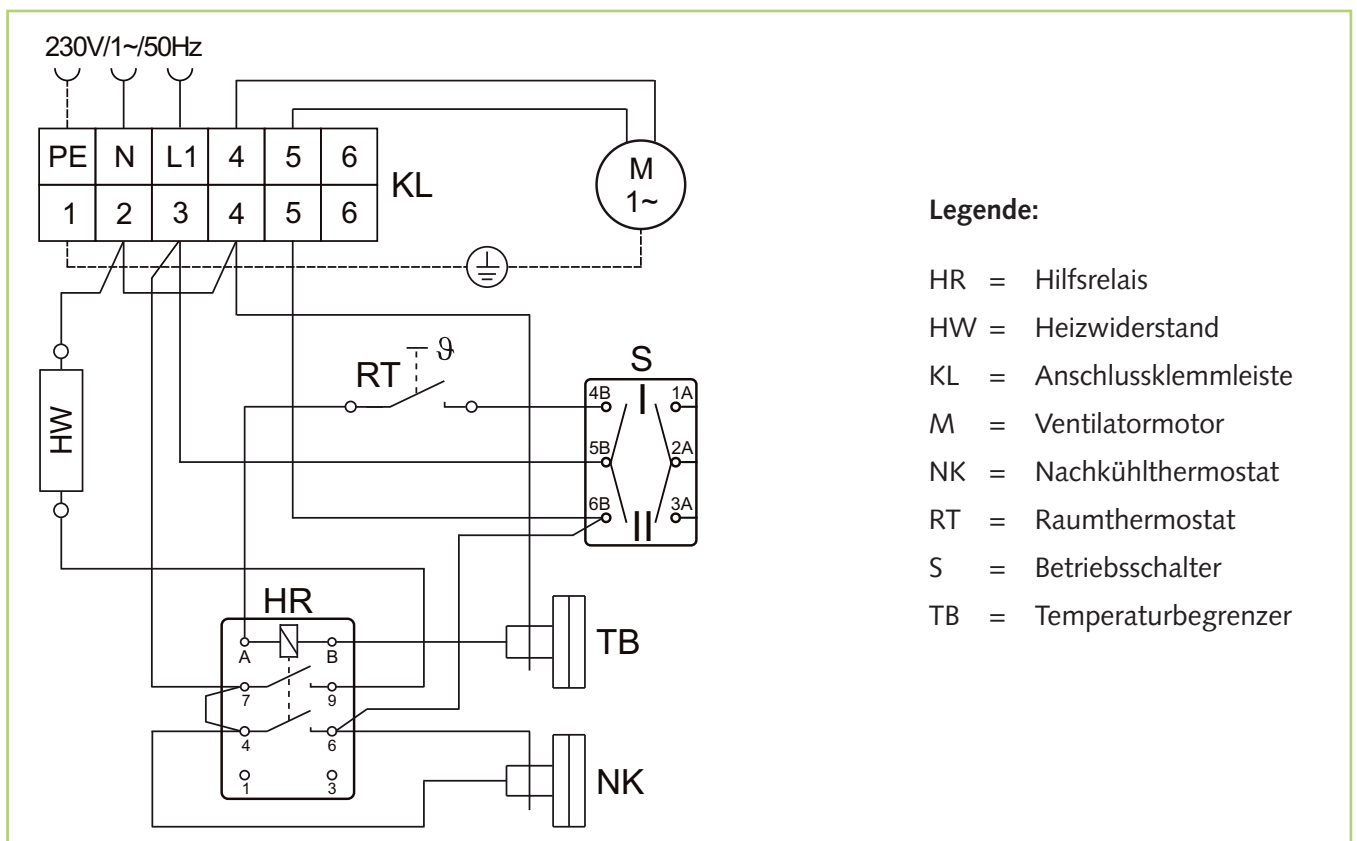 230V/1~/50Hz
PE N L1 4 5 6
1 2 3 4 5 6
KL
M
1~
HW
RT
ϑ
S
4B I 1A
5B 2A
6B II 3A
HR
A B
7 9
4 6
1 3
TB
NK
Legende:
HR = Hilfsrelais
HW = Heizwiderstand
KL = Anschlussklemmleiste
M = Ventilatormotor
NK = Nachkühlthermostat
RT = Raumthermostat
S = Betriebsschalter
TB = Temperaturbegrenzer